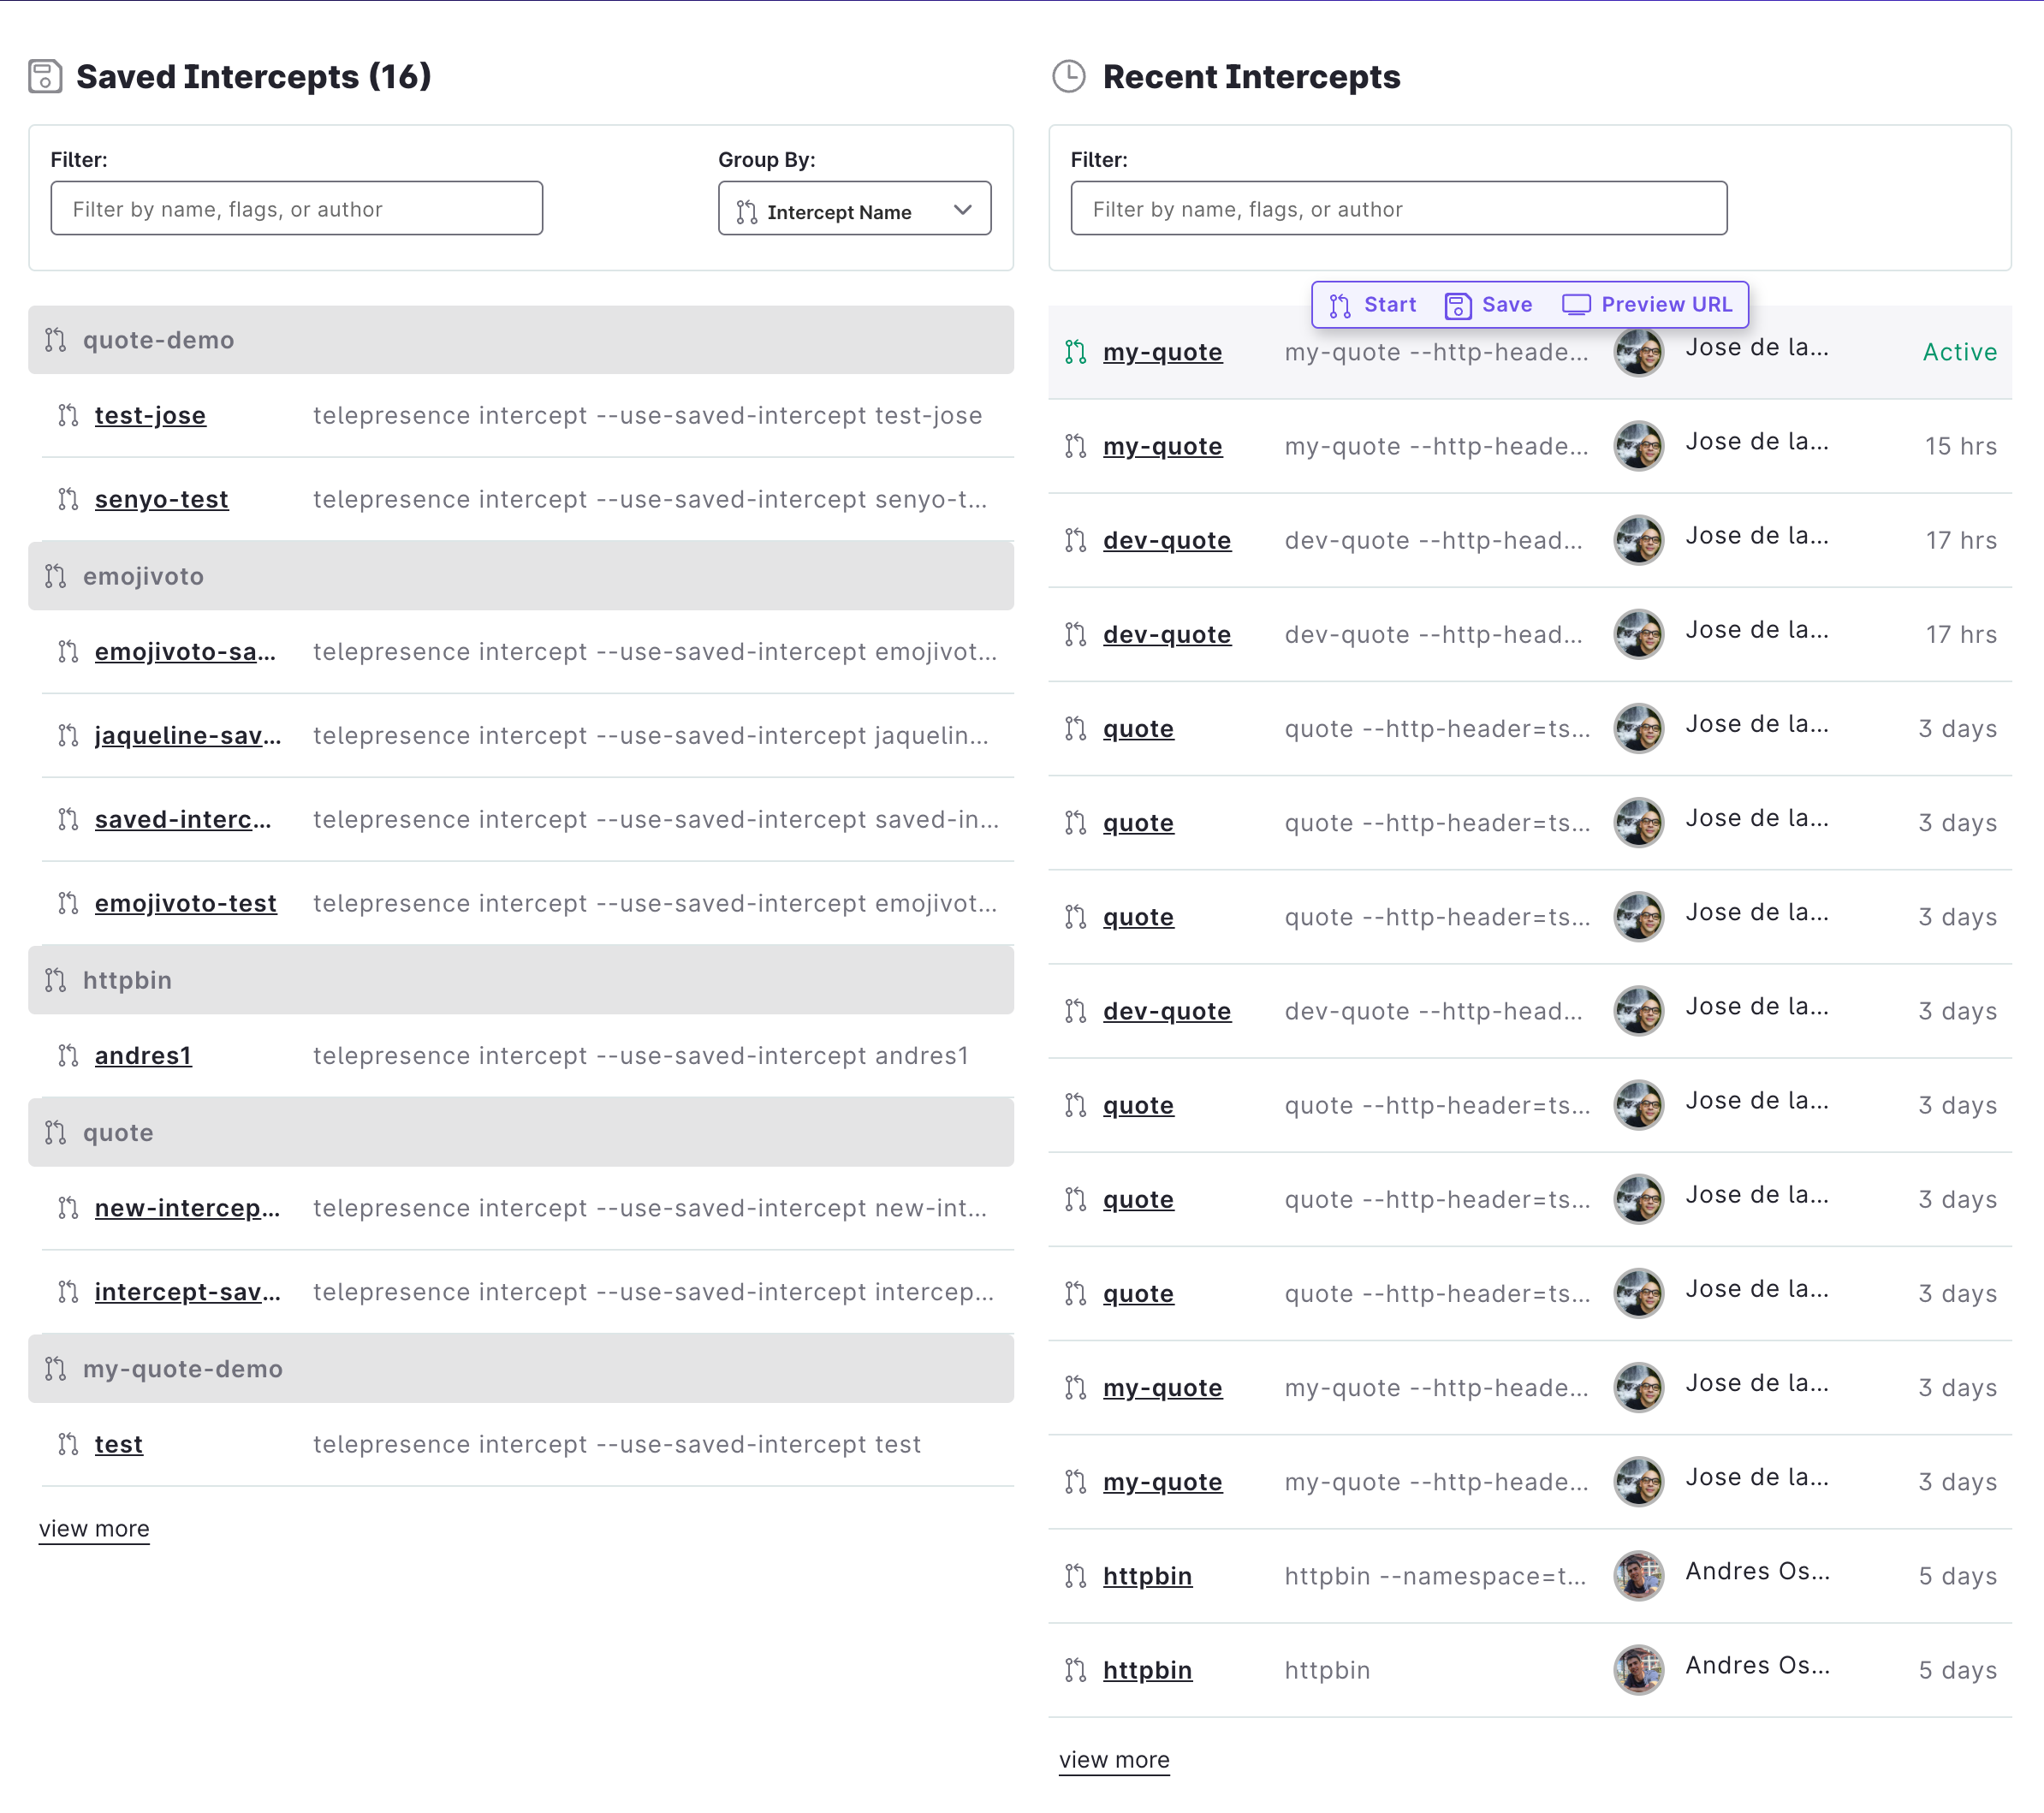 Saved Intercepts (16)
Filter:
Group By:
Filter by name, flags, or author
Intercept Name
quote-demo
test-jose telepresence intercept --use-saved-intercept test-jose
senyo-test telepresence intercept --use-saved-intercept senyo-t...
emojivoto
emojivoto-sa... telepresence intercept --use-saved-intercept emojivot...
jaqueline-sav... telepresence intercept --use-saved-intercept jaquelin...
saved-interc... telepresence intercept --use-saved-intercept saved-in...
emojivoto-test telepresence intercept --use-saved-intercept emojivot...
httpbin
andres1 telepresence intercept --use-saved-intercept andres1
quote
new-intercep... telepresence intercept --use-saved-intercept new-int...
intercept-sav... telepresence intercept --use-saved-intercept intercep...
my-quote-demo
test telepresence intercept --use-saved-intercept test
view more
Recent Intercepts
Filter:
Filter by name, flags, or author
Start Save Preview URL
my-quote my-quote --http-heade... Jose de la... Active
my-quote my-quote --http-heade... Jose de la... 15 hrs
dev-quote dev-quote --http-head... Jose de la... 17 hrs
dev-quote dev-quote --http-head... Jose de la... 17 hrs
quote quote --http-header=ts... Jose de la... 3 days
quote quote --http-header=ts... Jose de la... 3 days
quote quote --http-header=ts... Jose de la... 3 days
dev-quote dev-quote --http-head... Jose de la... 3 days
quote quote --http-header=ts... Jose de la... 3 days
quote quote --http-header=ts... Jose de la... 3 days
quote quote --http-header=ts... Jose de la... 3 days
my-quote my-quote --http-heade... Jose de la... 3 days
my-quote my-quote --http-heade... Jose de la... 3 days
httpbin httpbin --namespace=t... Andres Os... 5 days
httpbin httpbin Andres Os... 5 days
view more